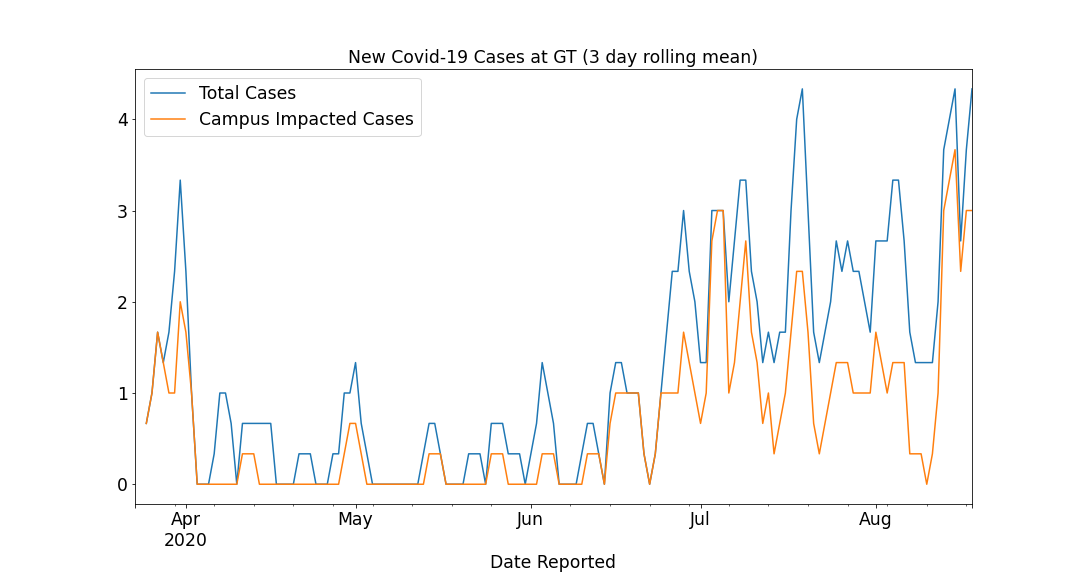 New Covid-19 Cases at GT (3 day rolling mean)
Total Cases
Campus Impacted Cases
4
3
2
1
0
Apr
2020
May
Jun
Jul
Aug
Date Reported